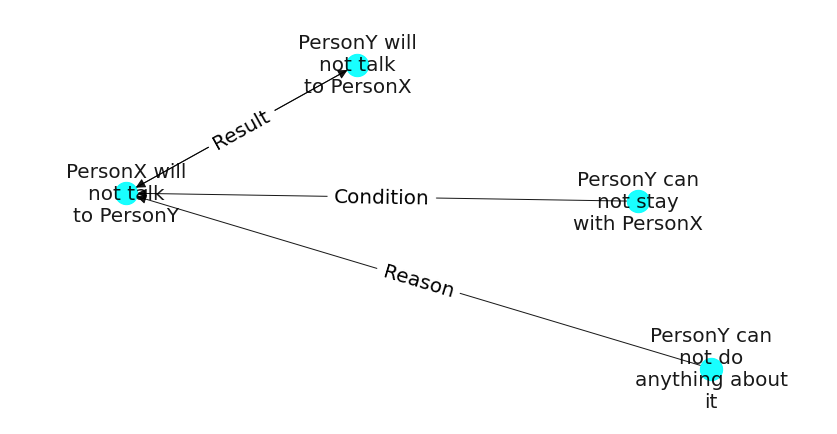 PersonY will
not talk
to PersonX
Result
PersonX will
not talk
to PersonY
Condition
PersonY can
not stay
with PersonX
Reason
PersonY can
not do
anything about
it